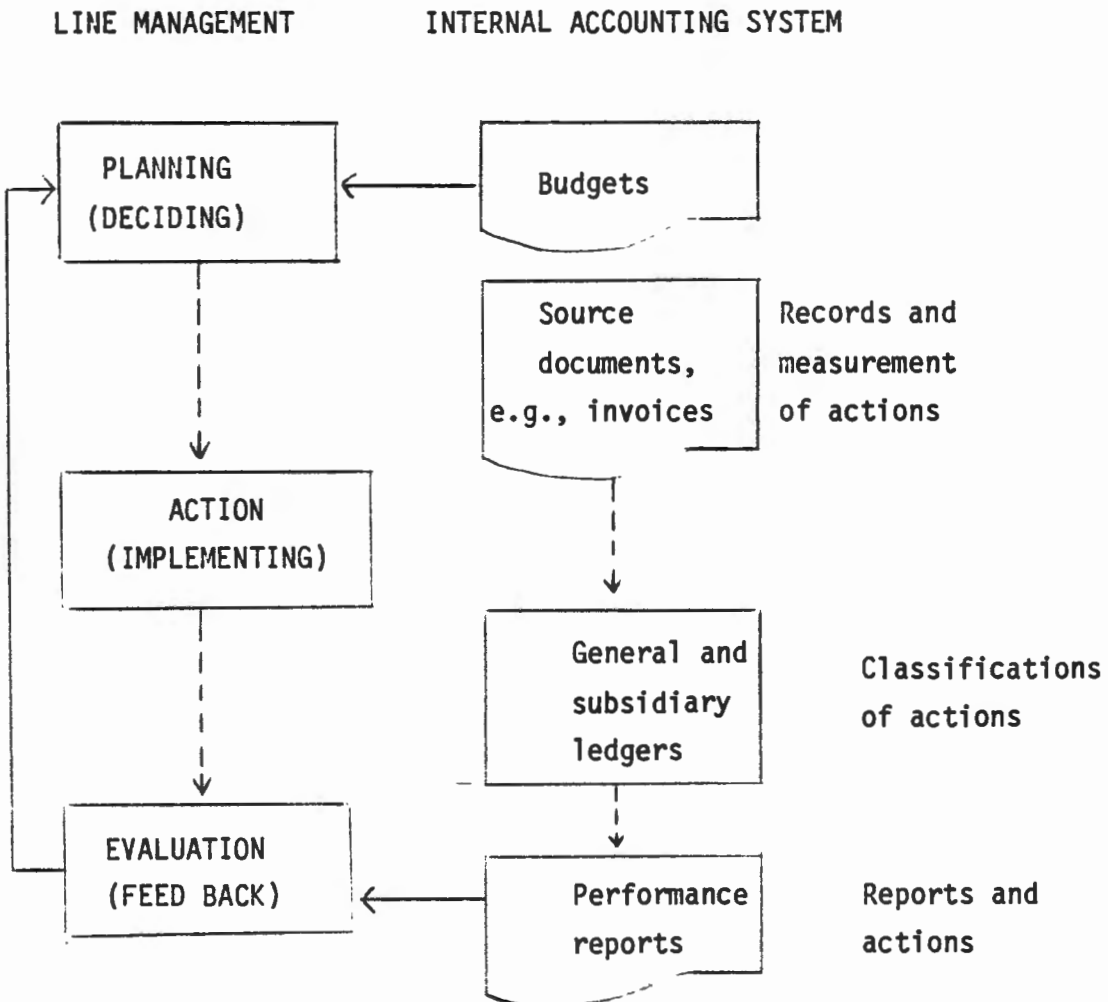 LINE MANAGEMENT
INTERNAL ACCOUNTING SYSTEM
PLANNING
(DECIDING)
Budgets
Source
documents,
e.g., invoices
Records and
measurement
of actions
ACTION
(IMPLEMENTING)
General and
subsidiary
ledgers
Classifications
of actions
EVALUATION
(FEED BACK)
Performance
reports
Reports and
actions